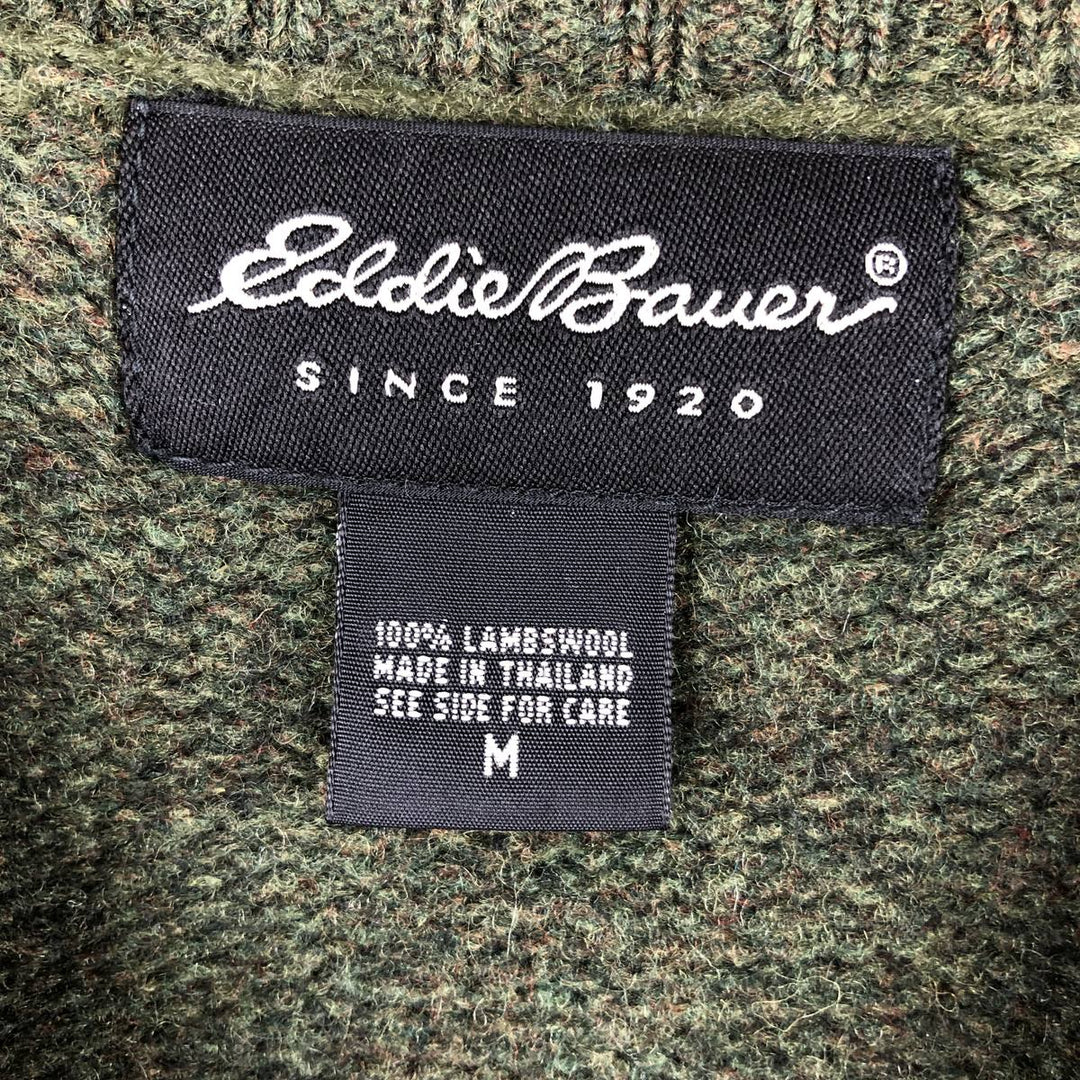 Eddie Bauer®
SINCE 1920
100% LAMBSWOOL
MADE IN THAILAND
SEE SIDE FOR CARE
M